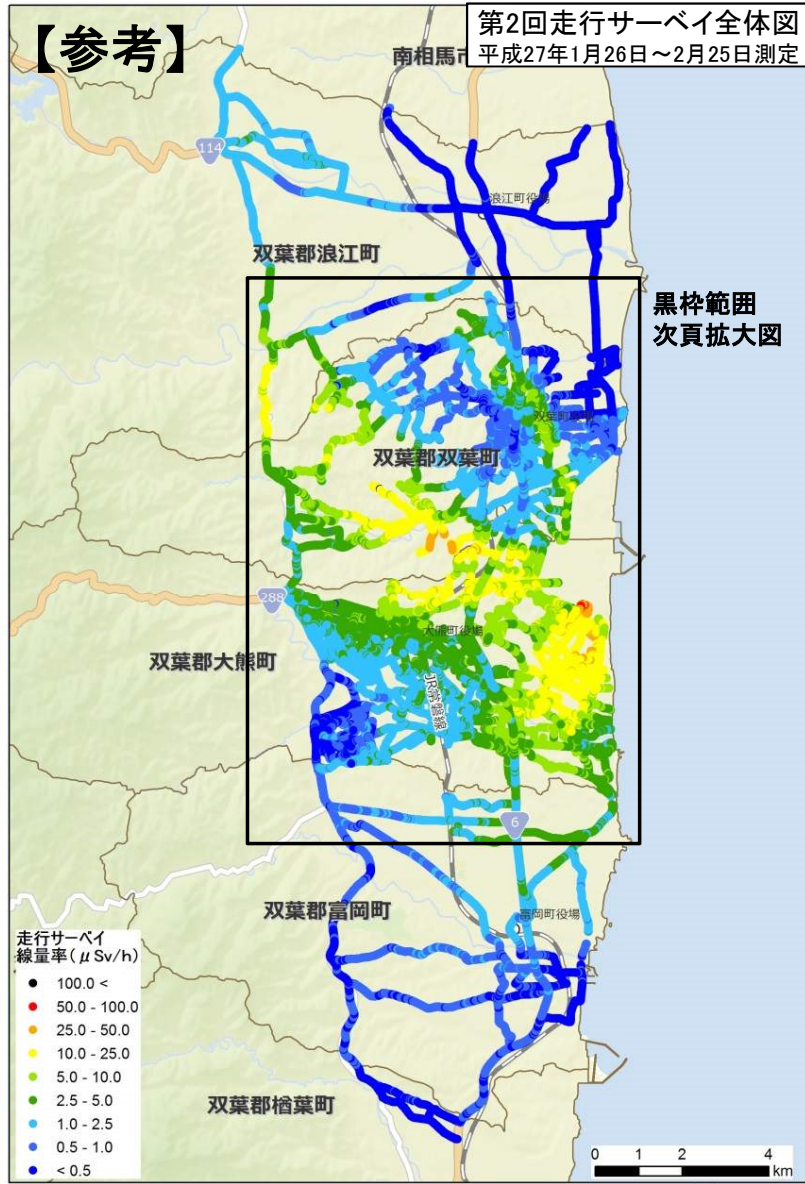 【参考】
第2回走行サーベイ全体図
平成27年1月26日～2月25日測定
南相馬市
114
浪江町役場
双葉郡浪江町
黒枠範囲
次頁拡大図
双葉町役場
双葉郡双葉町
288
大熊町役場
双葉郡大熊町
JR常磐線
6
双葉郡富岡町
富岡町役場
走行サーベイ
線量率(μSv/h)
100.0 <
50.0 - 100.0
25.0 - 50.0
10.0 - 25.0
5.0 - 10.0
2.5 - 5.0
1.0 - 2.5
0.5 - 1.0
< 0.5
双葉郡楢葉町
0 1 2 4
km